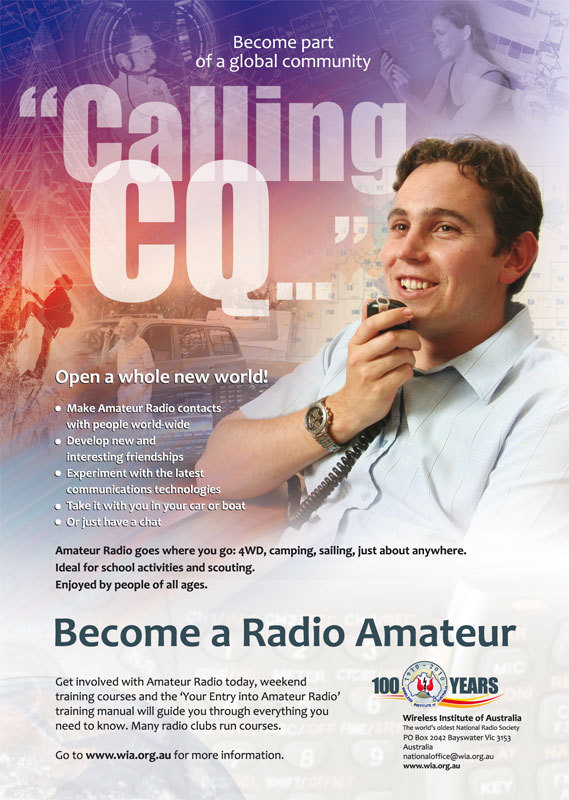 Become part
of a global community
“Calling
CQ...”
Open a whole new world!
• Make Amateur Radio contacts
with people world-wide
• Develop new and
interesting friendships
• Experiment with the latest
communications technologies
• Take it with you in your car or boat
• Or just have a chat
Amateur Radio goes where you go: 4WD, camping, sailing, just about anywhere.
Ideal for school activities and scouting.
Enjoyed by people of all ages.
Become a Radio Amateur
Get involved with Amateur Radio today, weekend
training courses and the ‘Your Entry into Amateur Radio’
training manual will guide you through everything you
need to know. Many radio clubs run courses.
Go to www.wia.org.au for more information.
100 YEARS
1910 - 2010
Wireless Institute of Australia
The world's oldest National Radio Society
PO Box 2042 Bayswater Vic 3153
Australia
nationaloffice@wia.org.au
www.wia.org.au